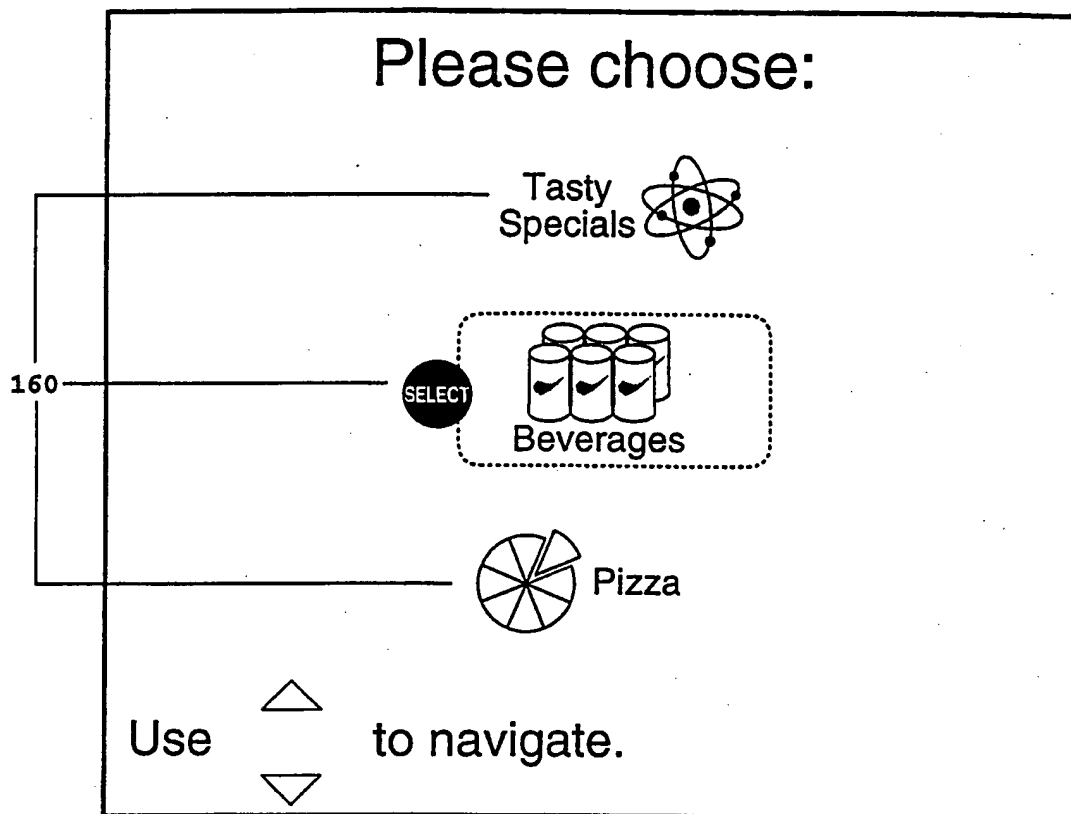 Please choose:
Tasty
Specials
160
SELECT
Beverages
Pizza
Use to navigate.